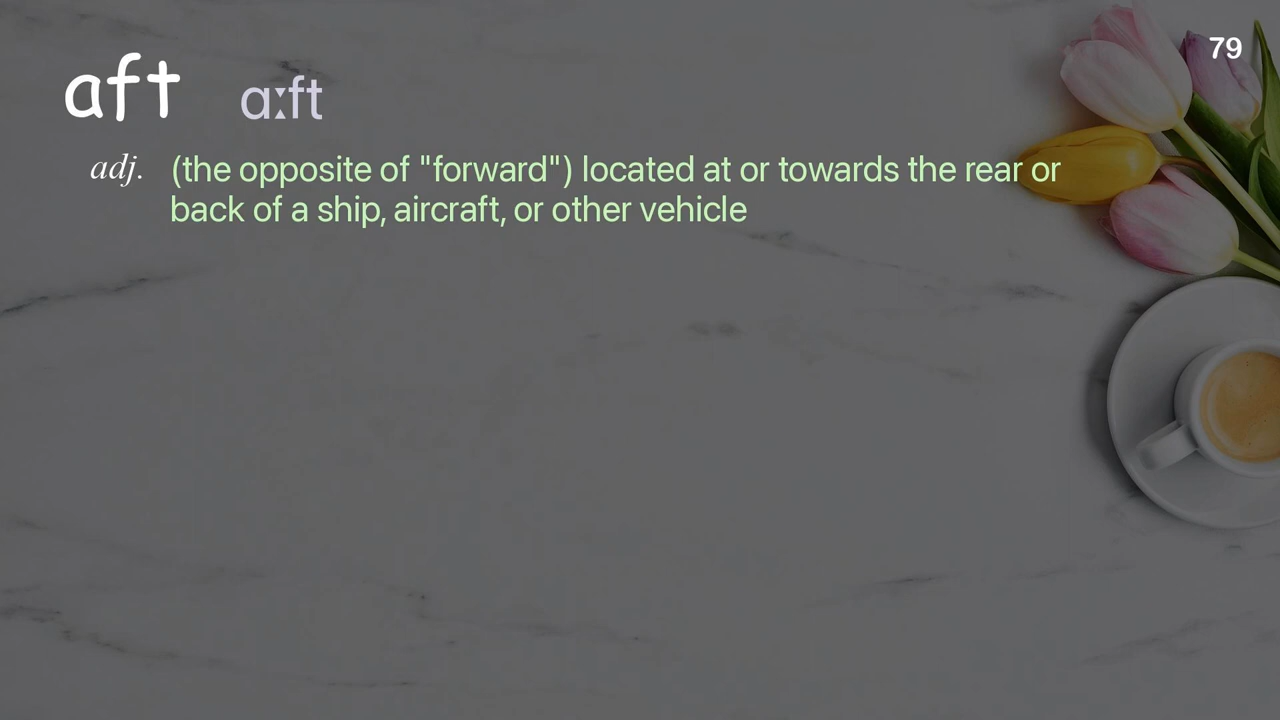 79
aft ɑːft
adj. (the opposite of "forward") located at or towards the rear or
back of a ship, aircraft, or other vehicle